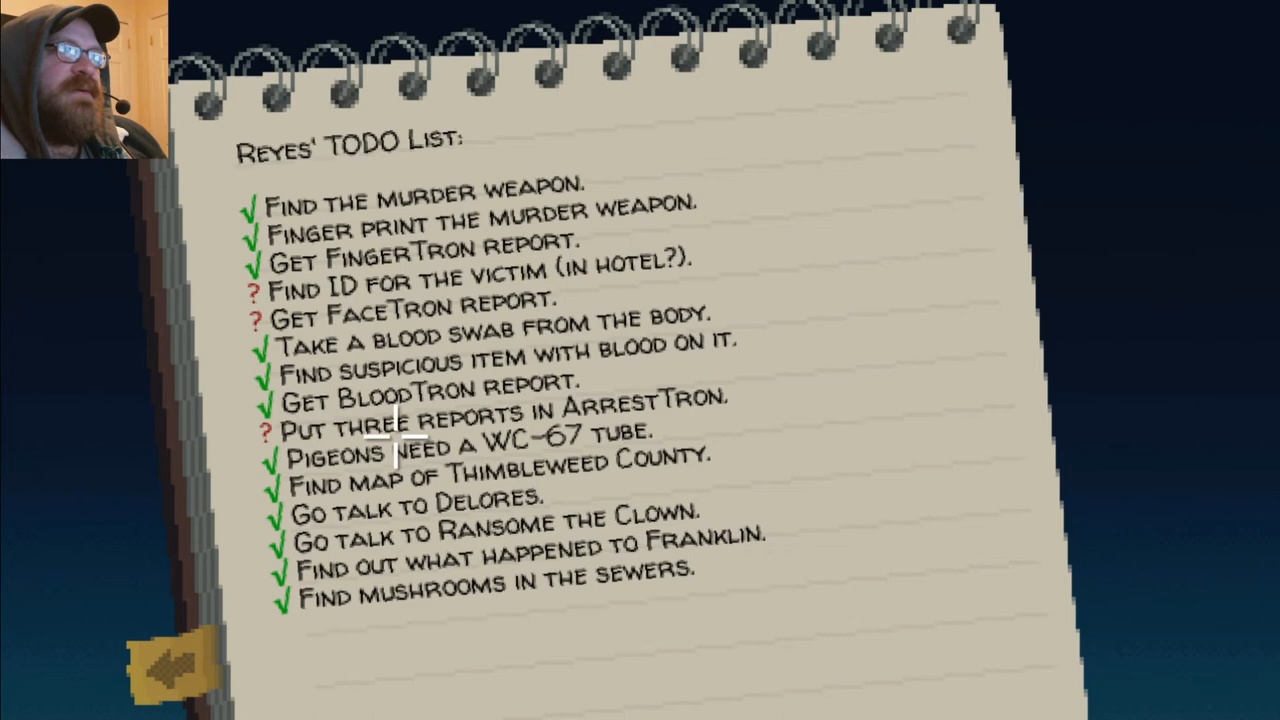 Reyes' TODO List:
√ Find the murder weapon.
√ Finger print the murder weapon.
√ Get FingerTron report.
? Find ID for the victim (in hotel?).
? Get FaceTron report.
√ Take a blood swab from the body.
√ Find suspicious item with blood on it.
√ Get BloodTron report.
? Put three reports in ArrestTron.
√ Pigeons need a WC-67 tube.
√ Find map of Thimbleweed County.
√ Go talk to Delores.
√ Go talk to Ransome the Clown.
√ Find out what happened to Franklin.
√ Find mushrooms in the sewers.